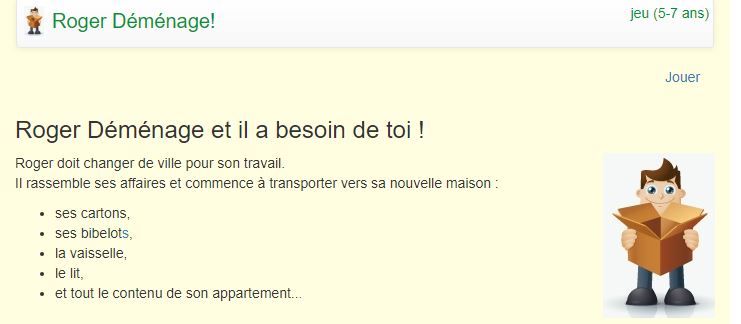 Roger Déménage!
jeu (5-7 ans)
Jouer
Roger Déménage et il a besoin de toi !
Roger doit changer de ville pour son travail.
Il rassemble ses affaires et commence à transporter vers sa nouvelle maison :
• ses cartons,
• ses bibelots,
• la vaisselle,
• le lit,
• et tout le contenu de son appartement...